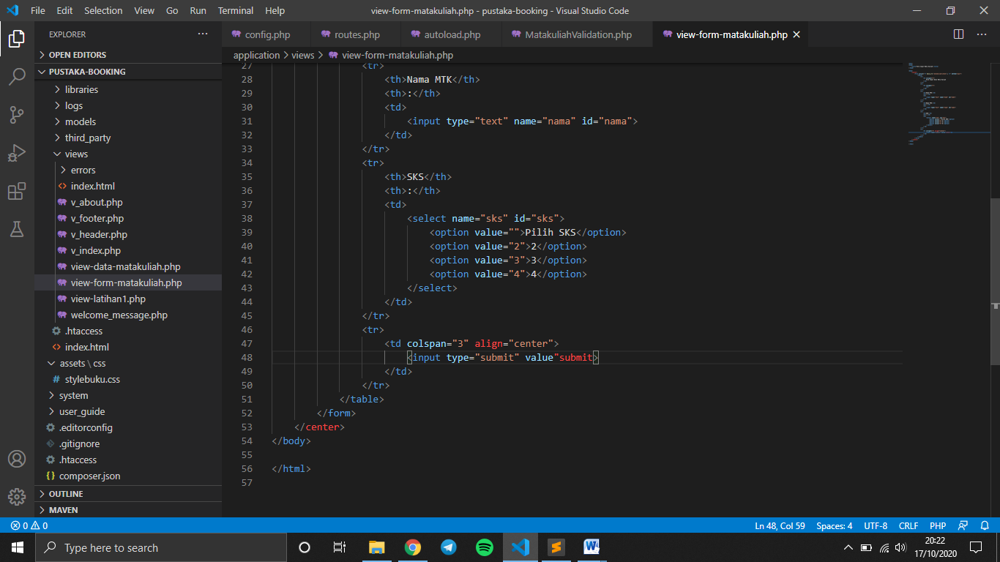 File Edit Selection View Go Run Terminal Help
view-form-matakuliah.php - pustaka-booking - Visual Studio Code
EXPLORER
OPEN EDITORS
PUSTAKA-BOOKING
libraries
logs
models
third_party
views
errors
index.html
v_about.php
v_footer.php
v_header.php
v_index.php
view-data-matakuliah.php
view-form-matakuliah.php
view-latihan1.php
welcome_message.php
.htaccess
index.html
assets \ css
stylebuku.css
system
user_guide
.editorconfig
.gitignore
.htaccess
composer.json
OUTLINE
MAVEN
config.php routes.php autoload.php MatakuliahValidation.php view-form-matakuliah.php
application > views > view-form-matakuliah.php
27 <tr>
28 <th>Nama MTK</th>
29 <th>:</th>
30 <td>
31 <input type="text" name="nama" id="nama">
32 </td>
33 </tr>
34 <tr>
35 <th>SKS</th>
36 <th>:</th>
37 <td>
38 <select name="sks" id="sks">
39 <option value="">Pilih SKS</option>
40 <option value="2">2</option>
41 <option value="3">3</option>
42 <option value="4">4</option>
43 </select>
44 </td>
45 </tr>
46 <tr>
47 <td colspan="3" align="center">
48 <input type="submit" value"submit>
49 </td>
50 </tr>
51 </table>
52 </form>
53 </center>
54 </body>
55
56 </html>
57
0 0
Ln 48, Col 59 Spaces: 4 UTF-8 CRLF PHP
Type here to search
20:22
17/10/2020